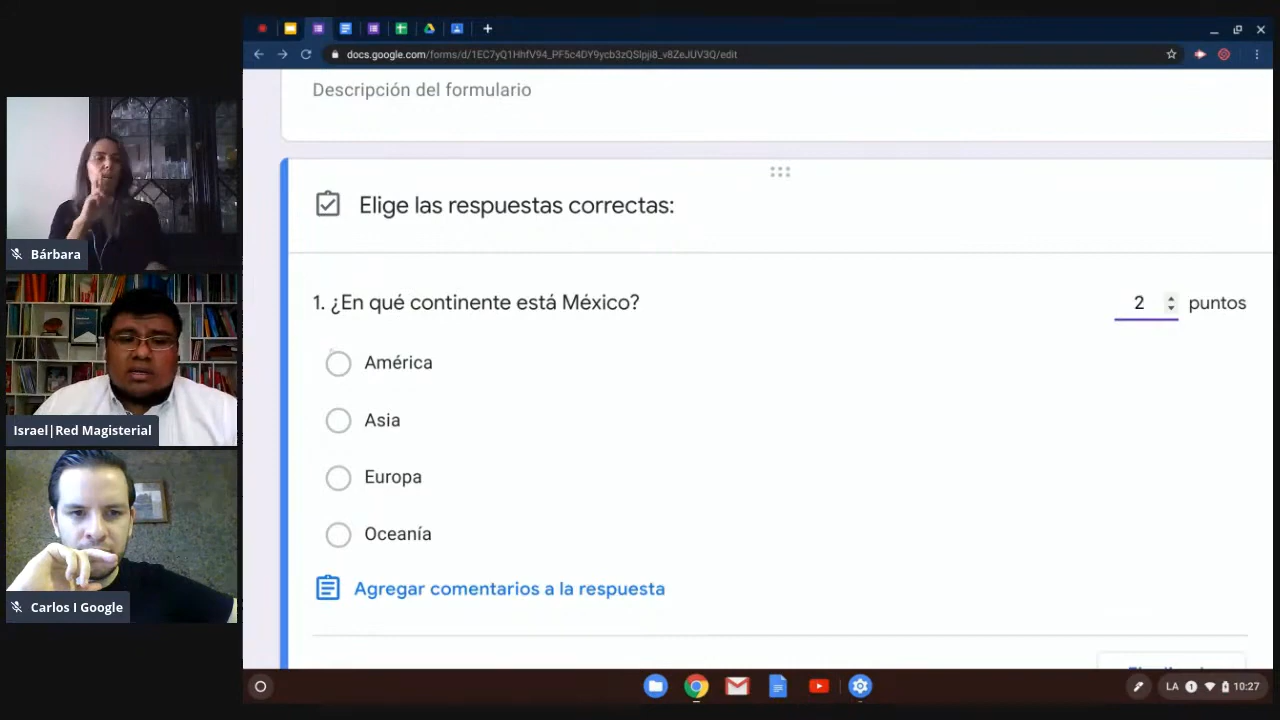 docs.google.com/forms/d/1EC7yQ1HhfV94_PF5c4DY9ycb3zQSlpji8_v8ZeJUV3Q/edit
Descripción del formulario
Elige las respuestas correctas:
1. ¿En qué continente está México?
2 puntos
América
Asia
Europa
Oceanía
Agregar comentarios a la respuesta
Bárbara
Israel|Red Magisterial
Carlos I Google
LA 1 10:27